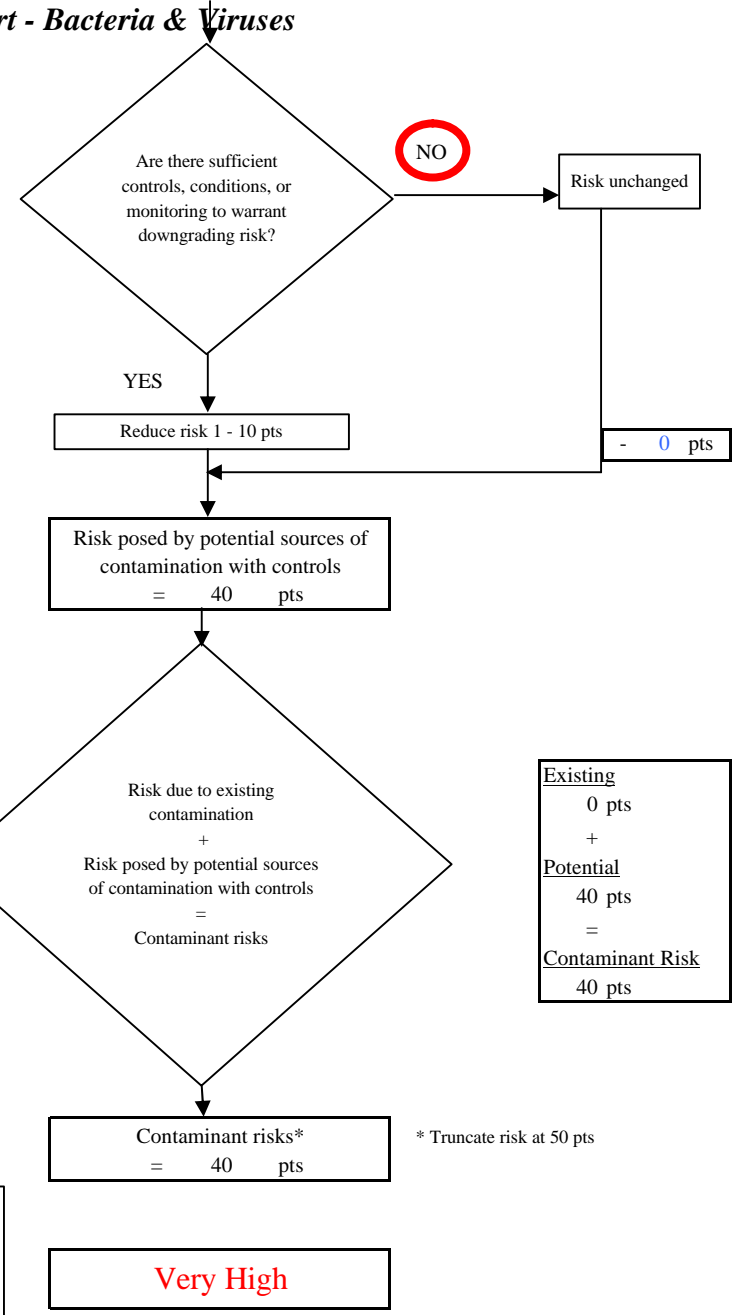 rt - Bacteria & Viruses
Are there sufficient
controls, conditions, or
monitoring to warrant
downgrading risk?
NO
Risk unchanged
YES
Reduce risk 1 - 10 pts
- 0 pts
Risk posed by potential sources of
contamination with controls
= 40 pts
Risk due to existing
contamination
+
Risk posed by potential sources
of contamination with controls
=
Contaminant risks
Existing
0 pts
+
Potential
40 pts
=
Contaminant Risk
40 pts
Contaminant risks*
= 40 pts
* Truncate risk at 50 pts
Very High